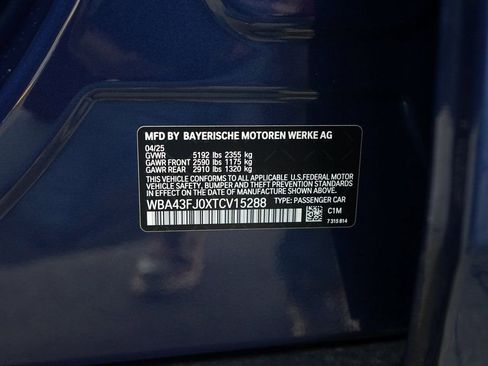 MFD BY BAYERISCHE MOTOREN WERKE AG
04/25
GVWR 5192 lbs 2355 kg
GAWR FRONT 2590 lbs 1175 kg
GAWR REAR 2910 lbs 1320 kg
THIS VEHICLE CONFORMS TO ALL
APPLICABLE U.S.FEDERAL MOTOR
VEHICLE SAFETY, BUMPER, AND
THEFT PREVENTION STANDARDS IN
EFFECT ON THE DATE OF
MANUFACTURE SHOWN ABOVE.
WBA43FJ0XTCV15288 TYPE: PASSENGER CAR
C1M
7 315 814